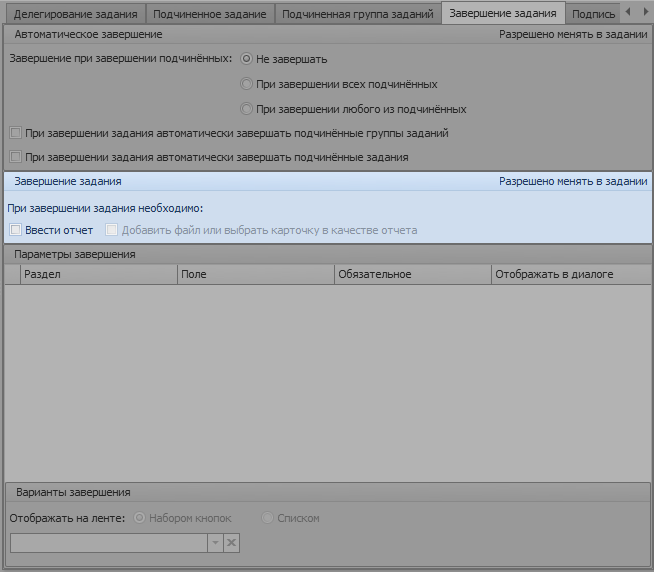 Делегирование задания Подчиненное задание Подчиненная группа заданий Завершение задания Подпись
Автоматическое завершение Разрешено менять в задании
Завершение при завершении подчинённых: Не завершать
При завершении всех подчинённых
При завершении любого из подчинённых
При завершении задания автоматически завершать подчинённые группы заданий
При завершении задания автоматически завершать подчинённые задания
Завершение задания Разрешено менять в задании
При завершении задания необходимо:
Ввести отчет Добавить файл или выбрать карточку в качестве отчета
Параметры завершения
Раздел Поле Обязательное Отображать в диалоге
Варианты завершения
Отображать на ленте: Набором кнопок Списком